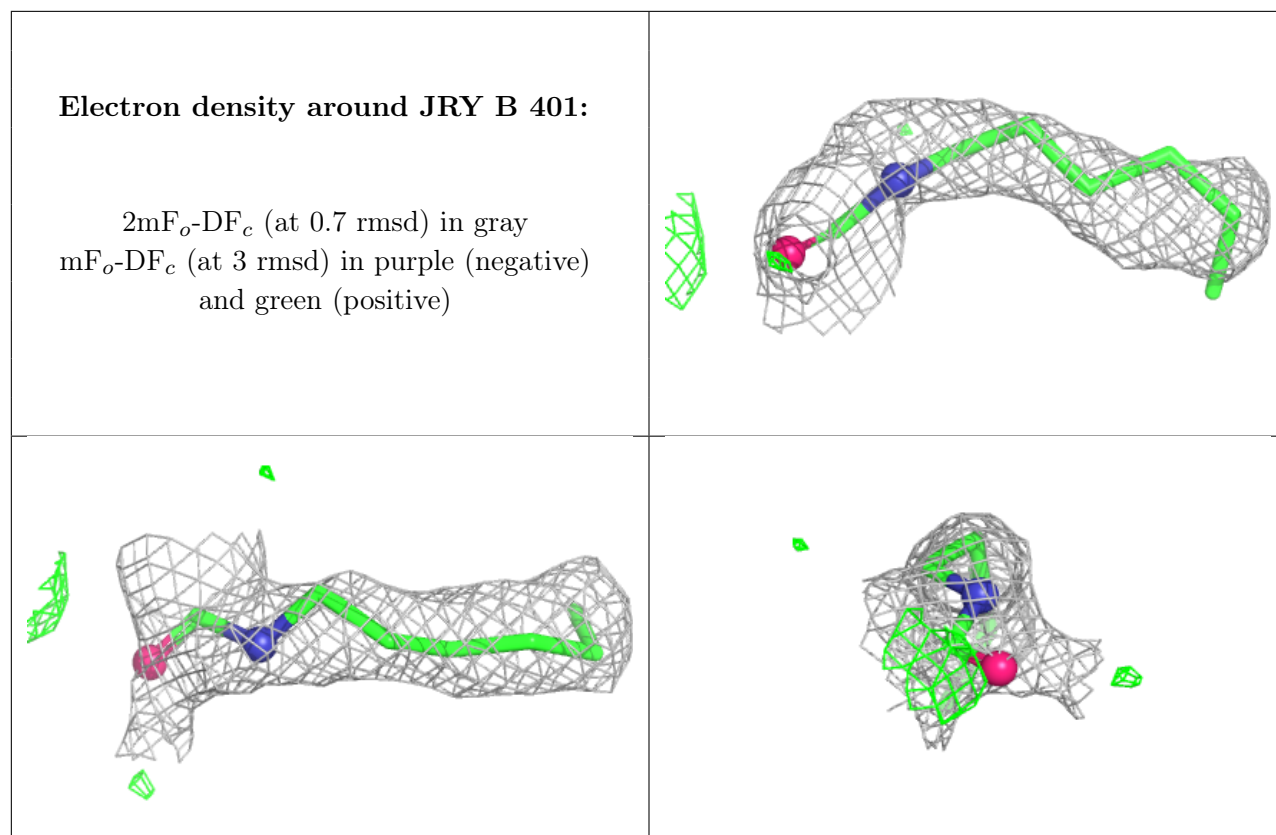 Electron density around JRY B 401:
2mFo-DFc (at 0.7 rmsd) in gray
mFo-DFc (at 3 rmsd) in purple (negative)
and green (positive)